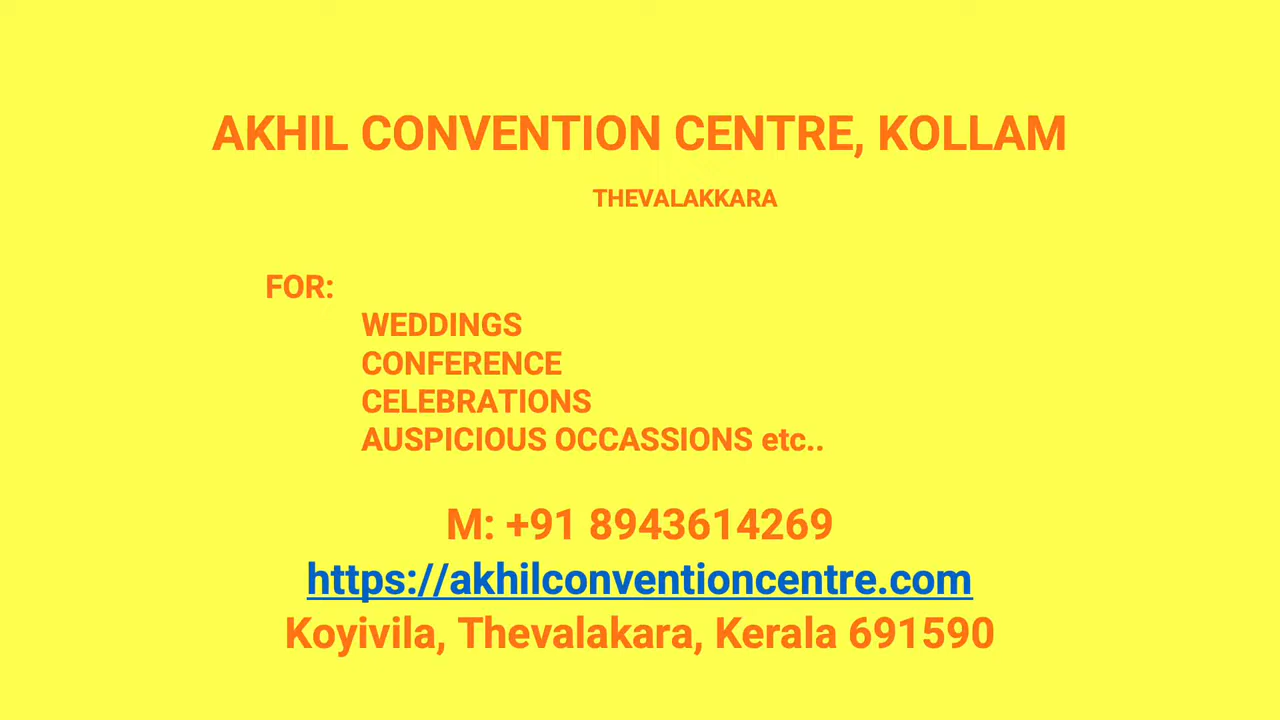 AKHIL CONVENTION CENTRE, KOLLAM
THEVALAKKARA
FOR:
WEDDINGS
CONFERENCE
CELEBRATIONS
AUSPICIOUS OCCASSIONS etc..
M: +91 8943614269
https://akhilconventioncentre.com
Koyivila, Thevalakara, Kerala 691590